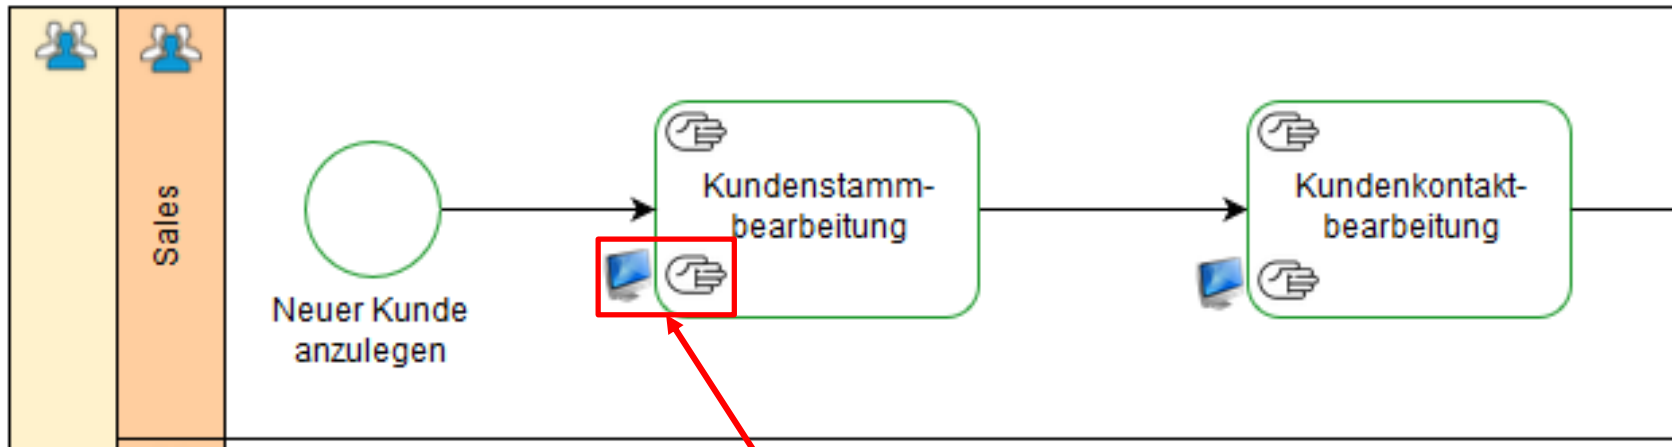 Sales
Neuer Kunde
anzulegen
Kundenstamm-
bearbeitung
Kundenkontakt-
bearbeitung